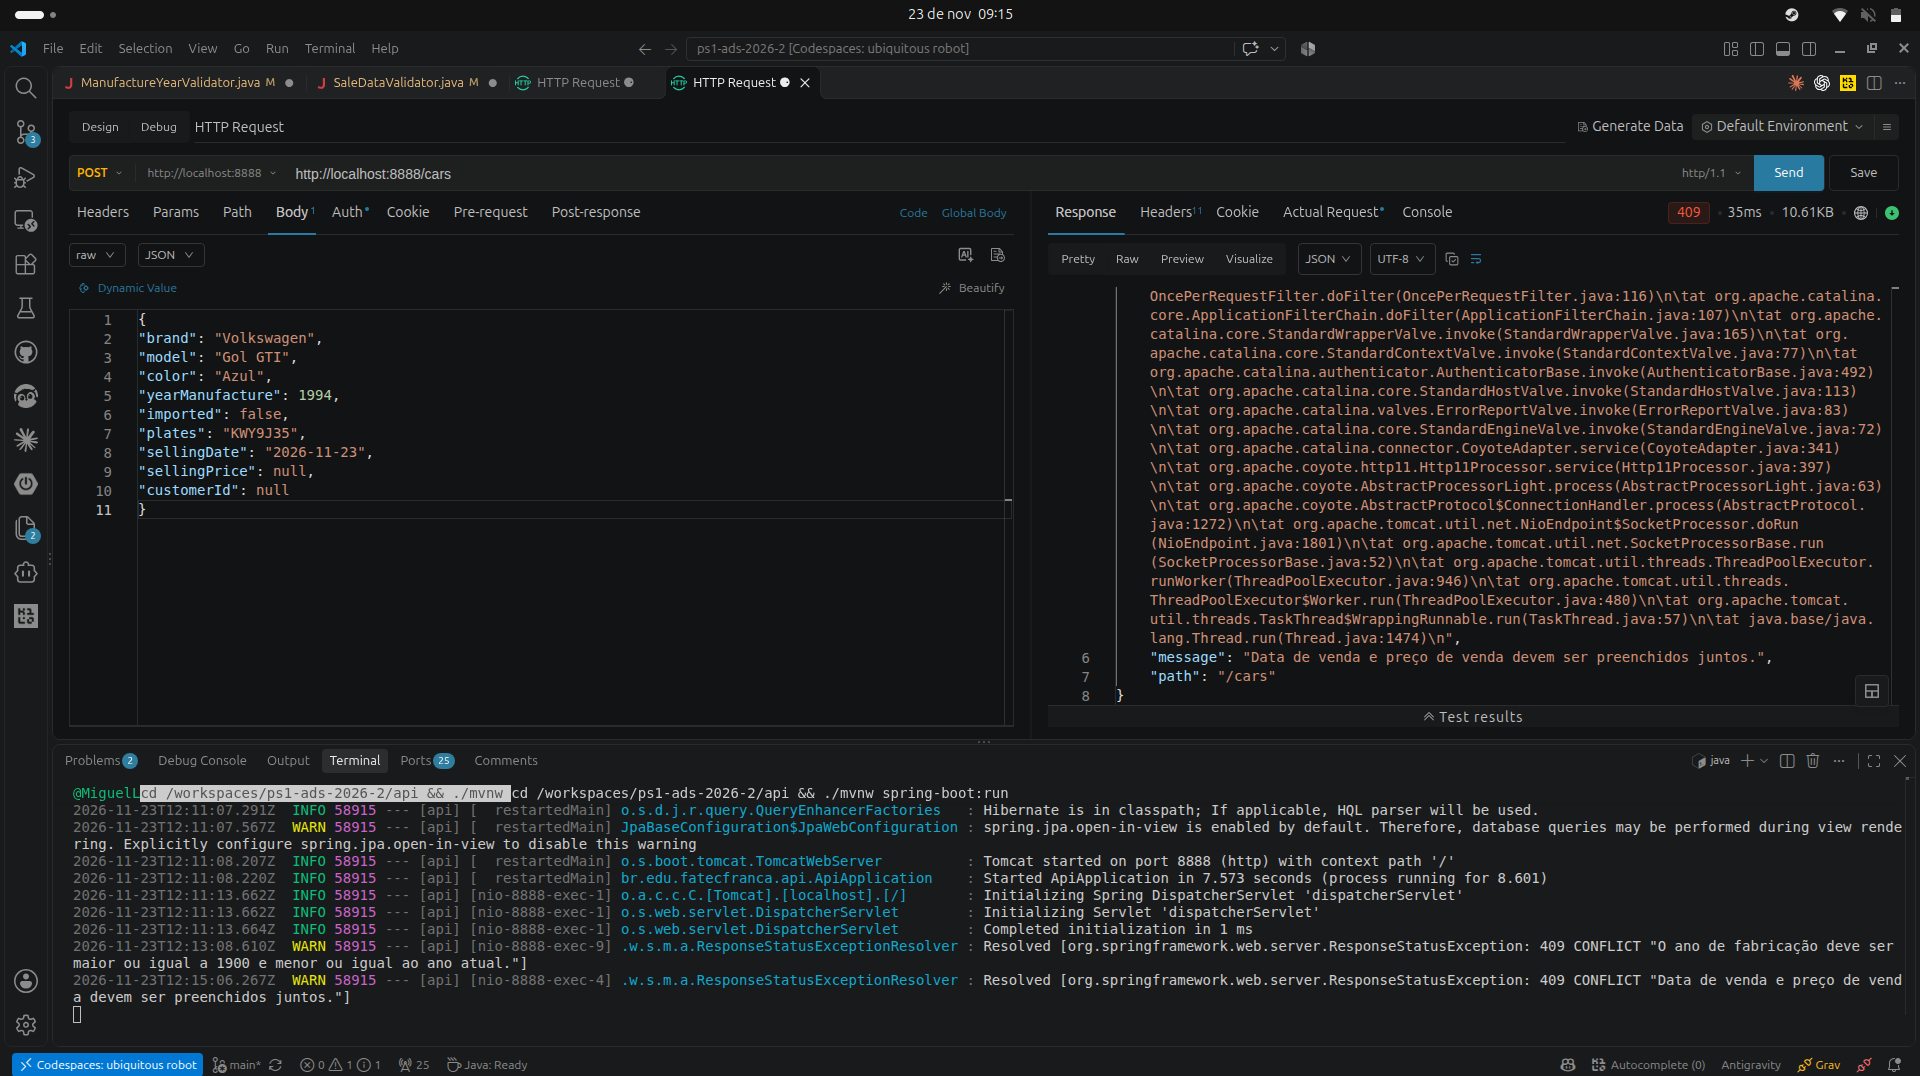 23 de nov 09:15
File Edit Selection View Go Run Terminal Help
ps1-ads-2026-2 [Codespaces: ubiquitous robot]
ManufactureYearValidator.java M
SaleDataValidator.java M
HTTP Request
HTTP Request
Design Debug HTTP Request
Generate Data
Default Environment
POST
http://localhost:8888
http://localhost:8888/cars
http/1.1
Send
Save
Headers Params Path Body 1 Auth Cookie Pre-request Post-response
Code Global Body
raw
JSON
Dynamic Value
Beautify
1 {
2 "brand": "Volkswagen",
3 "model": "Gol GTI",
4 "color": "Azul",
5 "yearManufacture": 1994,
6 "imported": false,
7 "plates": "KWY9J35",
8 "sellingDate": "2026-11-23",
9 "sellingPrice": null,
10 "customerId": null
11 }
Response Headers 11 Cookie Actual Request Console
409 35ms 10.61KB
Pretty Raw Preview Visualize
JSON
UTF-8
OncePerRequestFilter.doFilter(OncePerRequestFilter.java:116)\n\tat org.apache.catalina.
core.ApplicationFilterChain.doFilter(ApplicationFilterChain.java:107)\n\tat org.apache.
catalina.core.StandardWrapperValve.invoke(StandardWrapperValve.java:165)\n\tat org.
apache.catalina.core.StandardContextValve.invoke(StandardContextValve.java:77)\n\tat
org.apache.catalina.authenticator.AuthenticatorBase.invoke(AuthenticatorBase.java:492)
\n\tat org.apache.catalina.core.StandardHostValve.invoke(StandardHostValve.java:113)
\n\tat org.apache.catalina.valves.ErrorReportValve.invoke(ErrorReportValve.java:83)
\n\tat org.apache.catalina.core.StandardEngineValve.invoke(StandardEngineValve.java:72)
\n\tat org.apache.catalina.connector.CoyoteAdapter.service(CoyoteAdapter.java:341)
\n\tat org.apache.coyote.http11.Http11Processor.service(Http11Processor.java:397)
\n\tat org.apache.coyote.AbstractProcessorLight.process(AbstractProcessorLight.java:63)
\n\tat org.apache.coyote.AbstractProtocol$ConnectionHandler.process(AbstractProtocol.
java:1272)\n\tat org.apache.tomcat.util.net.NioEndpoint$SocketProcessor.doRun
(NioEndpoint.java:1801)\n\tat org.apache.tomcat.util.net.SocketProcessorBase.run
(SocketProcessorBase.java:52)\n\tat org.apache.tomcat.util.threads.ThreadPoolExecutor.
runWorker(ThreadPoolExecutor.java:946)\n\tat org.apache.tomcat.util.threads.
ThreadPoolExecutor$Worker.run(ThreadPoolExecutor.java:480)\n\tat org.apache.tomcat.
util.threads.TaskThread$WrappingRunnable.run(TaskThread.java:57)\n\tat java.base/java.
lang.Thread.run(Thread.java:1474)\n",
6 "message": "Data de venda e preço de venda devem ser preenchidos juntos.",
7 "path": "/cars"
8 }
Test results
Problems 2 Debug Console Output Terminal Ports 25 Comments
java
@MiguelLcd /workspaces/ps1-ads-2026-2/api && ./mvnw cd /workspaces/ps1-ads-2026-2/api && ./mvnw spring-boot:run
2026-11-23T12:11:07.291Z INFO 58915 --- [api] [ restartedMain] o.s.d.j.r.query.QueryEnhancerFactories : Hibernate is in classpath; If applicable, HQL parser will be used.
2026-11-23T12:11:07.567Z WARN 58915 --- [api] [ restartedMain] JpaBaseConfiguration$JpaWebConfiguration : spring.jpa.open-in-view is enabled by default. Therefore, database queries may be performed during view rende
ring. Explicitly configure spring.jpa.open-in-view to disable this warning
2026-11-23T12:11:08.207Z INFO 58915 --- [api] [ restartedMain] o.s.boot.tomcat.TomcatWebServer : Tomcat started on port 8888 (http) with context path '/'
2026-11-23T12:11:08.220Z INFO 58915 --- [api] [ restartedMain] br.edu.fatecfranca.api.ApiApplication : Started ApiApplication in 7.573 seconds (process running for 8.601)
2026-11-23T12:11:13.662Z INFO 58915 --- [api] [nio-8888-exec-1] o.a.c.c.C.[Tomcat].[localhost].[/] : Initializing Spring DispatcherServlet 'dispatcherServlet'
2026-11-23T12:11:13.662Z INFO 58915 --- [api] [nio-8888-exec-1] o.s.web.servlet.DispatcherServlet : Initializing Servlet 'dispatcherServlet'
2026-11-23T12:11:13.664Z INFO 58915 --- [api] [nio-8888-exec-1] o.s.web.servlet.DispatcherServlet : Completed initialization in 1 ms
2026-11-23T12:13:08.610Z WARN 58915 --- [api] [nio-8888-exec-9] .w.s.m.a.ResponseStatusExceptionResolver : Resolved [org.springframework.web.server.ResponseStatusException: 409 CONFLICT "O ano de fabricação deve ser
maior ou igual a 1900 e menor ou igual ao ano atual."]
2026-11-23T12:15:06.267Z WARN 58915 --- [api] [nio-8888-exec-4] .w.s.m.a.ResponseStatusExceptionResolver : Resolved [org.springframework.web.server.ResponseStatusException: 409 CONFLICT "Data de venda e preço de vend
a devem ser preenchidos juntos."]
Codespaces: ubiquitous robot main* 0 1 1 25 Java: Ready
Autocomplete (0) Antigravity Grav